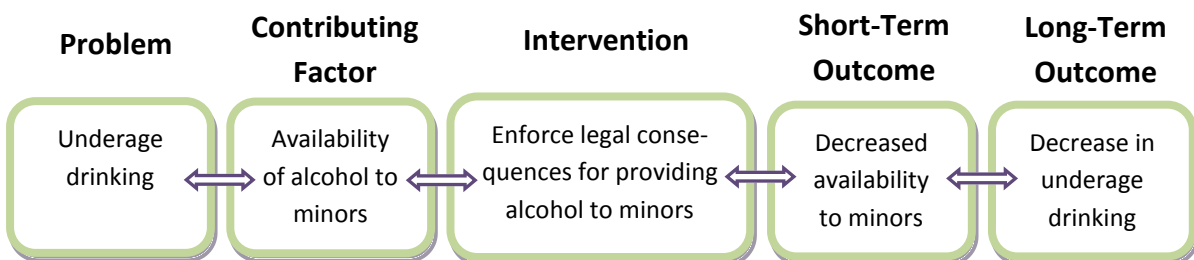 Problem
Contributing
Factor
Intervention
Short-Term
Outcome
Long-Term
Outcome
Underage
drinking
Availability
of alcohol to
minors
Enforce legal conse-
quences for providing
alcohol to minors
Decreased
availability
to minors
Decrease in
underage
drinking